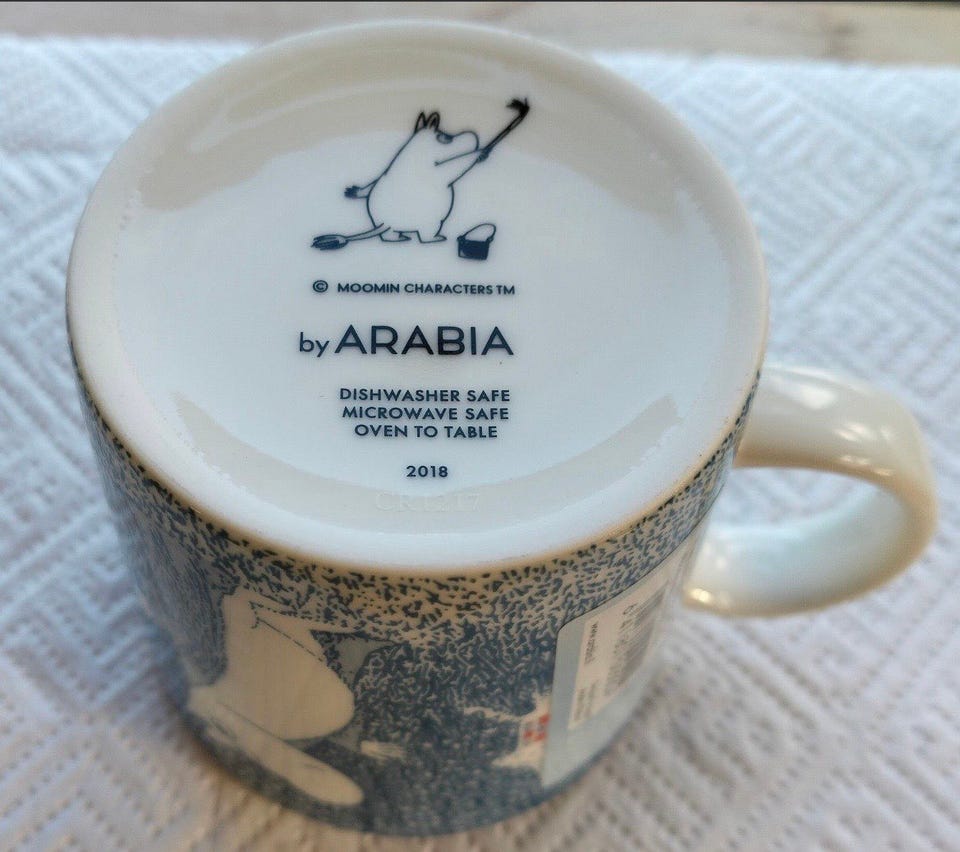 © MOOMIN CHARACTERS TM
by ARABIA
DISHWASHER SAFE
MICROWAVE SAFE
OVEN TO TABLE
2018